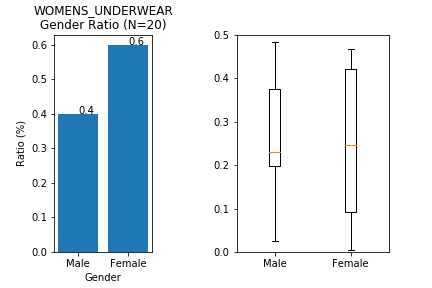 WOMENS_UNDERWEAR
Gender Ratio (N=20)
0.6
0.5
0.4
0.3
0.2
0.1
0.0
Ratio (%)
0.4
0.6
Male
Female
Gender
0.5
0.4
0.3
0.2
0.1
0.0
Male
Female